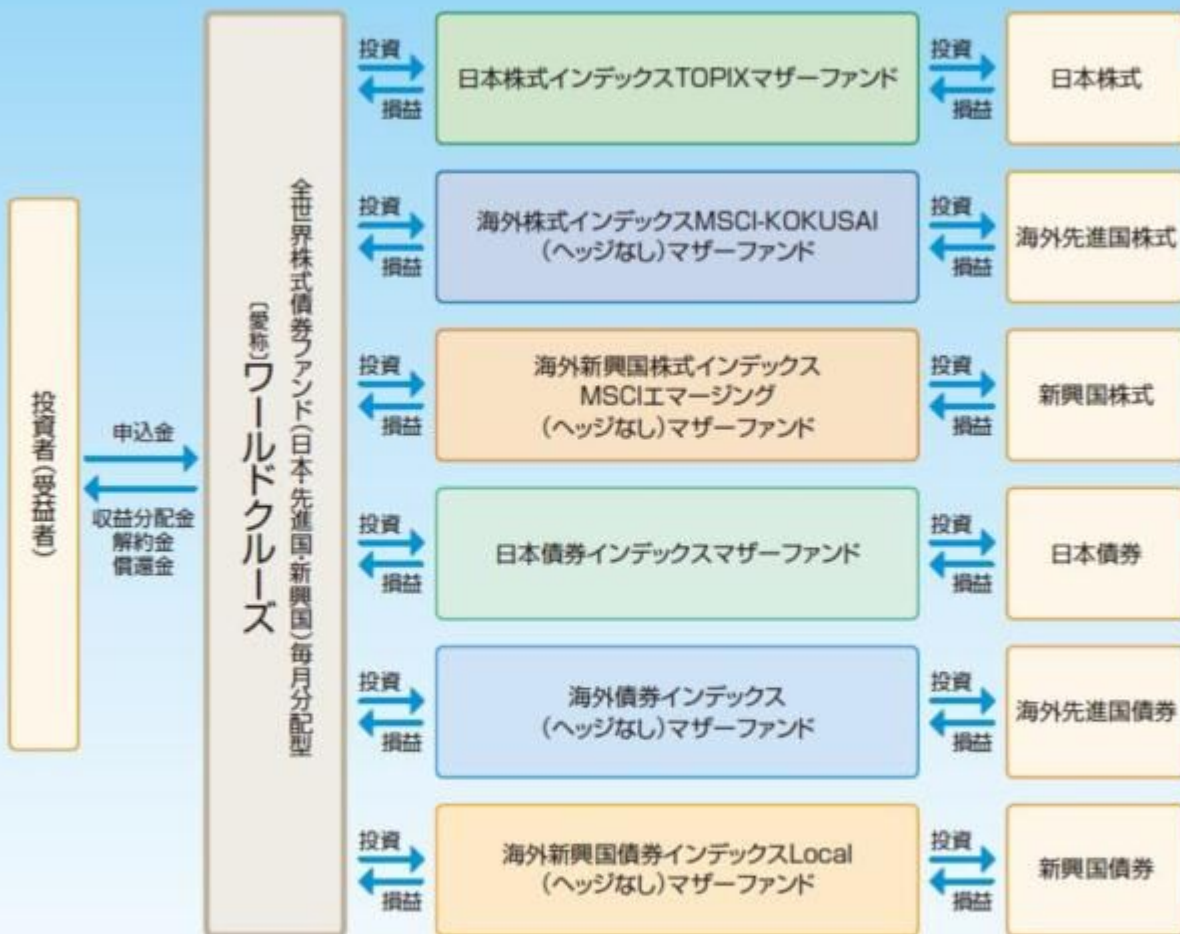 投資者(受益者)
申込金
収益分配金
解約金
償還金
全世界株式債券ファンド(日本・先進国・新興国)毎月分配型
〔愛称〕ワールドクルーズ
投資
損益
日本株式インデックスTOPIXマザーファンド
投資
損益
日本株式
投資
損益
海外株式インデックスMSCI-KOKUSAI
(ヘッジなし)マザーファンド
投資
損益
海外先進国株式
投資
損益
海外新興国株式インデックス
MSCIエマージング
(ヘッジなし)マザーファンド
投資
損益
新興国株式
投資
損益
日本債券インデックスマザーファンド
投資
損益
日本債券
投資
損益
海外債券インデックス
(ヘッジなし)マザーファンド
投資
損益
海外先進国債券
投資
損益
海外新興国債券インデックスLocal
(ヘッジなし)マザーファンド
投資
損益
新興国債券